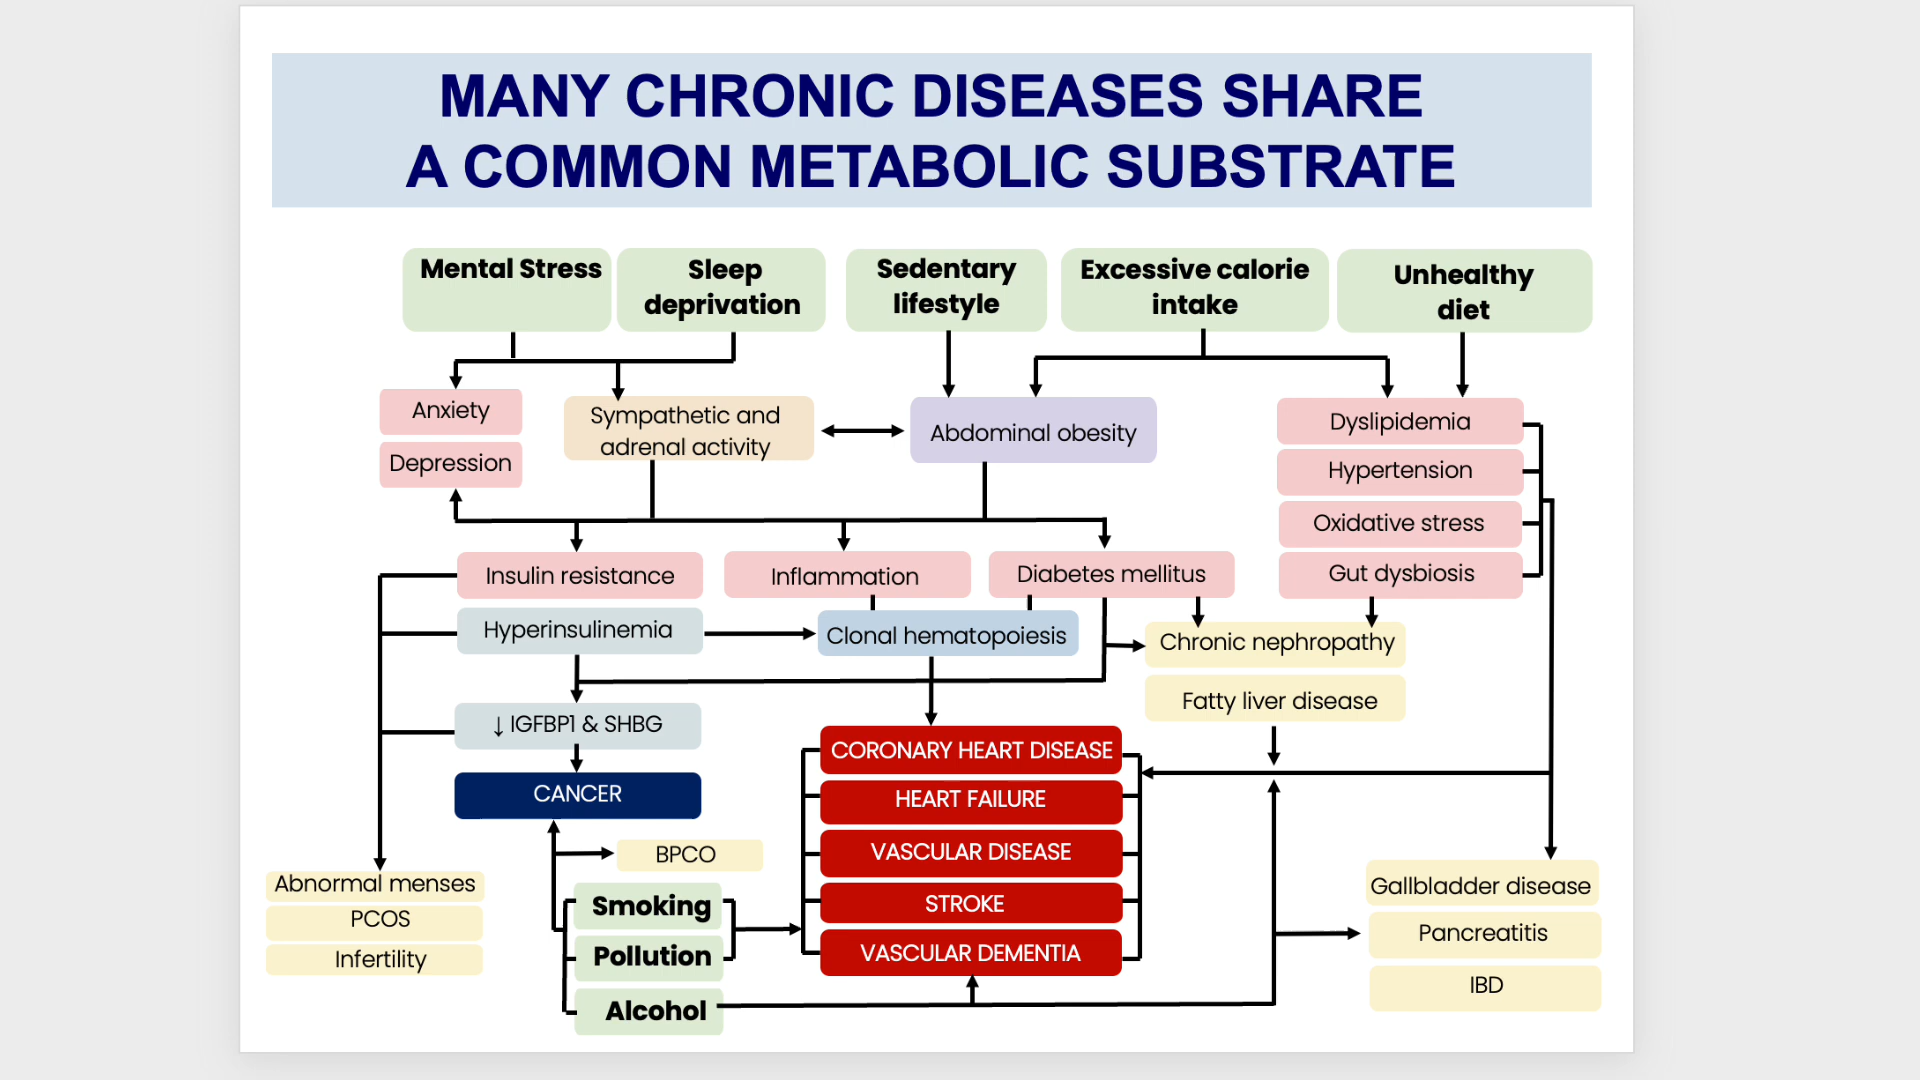 MANY CHRONIC DISEASES SHARE
A COMMON METABOLIC SUBSTRATE
Mental Stress
Sleep
deprivation
Sedentary
lifestyle
Excessive calorie
intake
Unhealthy
diet
Anxiety
Depression
Sympathetic and
adrenal activity
Abdominal obesity
Dyslipidemia
Hypertension
Oxidative stress
Gut dysbiosis
Insulin resistance
Inflammation
Diabetes mellitus
Hyperinsulinemia
Clonal hematopoiesis
Chronic nephropathy
Fatty liver disease
↓ IGFBP1 & SHBG
CANCER
CORONARY HEART DISEASE
HEART FAILURE
VASCULAR DISEASE
STROKE
VASCULAR DEMENTIA
BPCO
Smoking
Pollution
Alcohol
Abnormal menses
PCOS
Infertility
Gallbladder disease
Pancreatitis
IBD